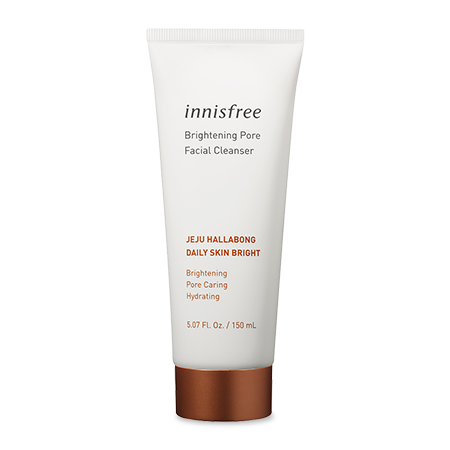 innisfree
Brightening Pore
Facial Cleanser
JEJU HALLABONG
DAILY SKIN BRIGHT
Brightening
Pore Caring
Hydrating
5.07 Fl. Oz. / 150 mL